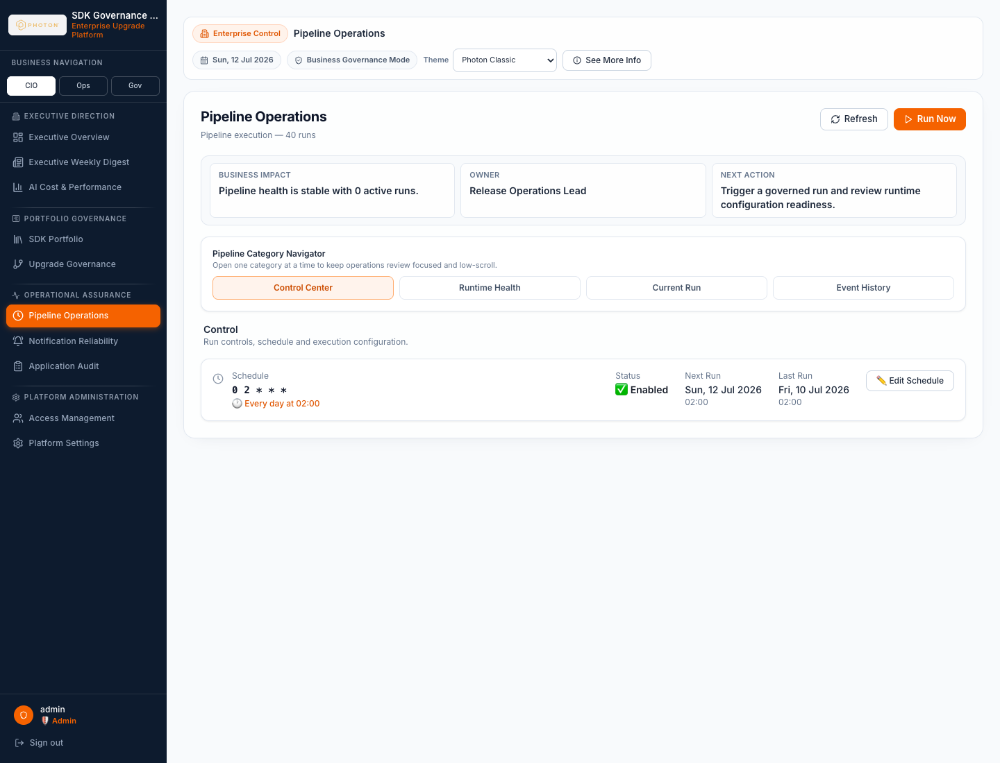 PHOTON
SDK Governance ...
Enterprise Upgrade
Platform
BUSINESS NAVIGATION
CIO
Ops
Gov
EXECUTIVE DIRECTION
Executive Overview
Executive Weekly Digest
AI Cost & Performance
PORTFOLIO GOVERNANCE
SDK Portfolio
Upgrade Governance
OPERATIONAL ASSURANCE
Pipeline Operations
Notification Reliability
Application Audit
PLATFORM ADMINISTRATION
Access Management
Platform Settings
admin
Admin
Sign out
Enterprise Control
Pipeline Operations
Sun, 12 Jul 2026
Business Governance Mode
Theme
Photon Classic
See More Info
Pipeline Operations
Pipeline execution — 40 runs
Refresh
Run Now
BUSINESS IMPACT
Pipeline health is stable with 0 active runs.
OWNER
Release Operations Lead
NEXT ACTION
Trigger a governed run and review runtime
configuration readiness.
Pipeline Category Navigator
Open one category at a time to keep operations review focused and low-scroll.
Control Center
Runtime Health
Current Run
Event History
Control
Run controls, schedule and execution configuration.
Schedule
0 2 * * *
Every day at 02:00
Status
✅ Enabled
Next Run
Sun, 12 Jul 2026
02:00
Last Run
Fri, 10 Jul 2026
02:00
✏️ Edit Schedule